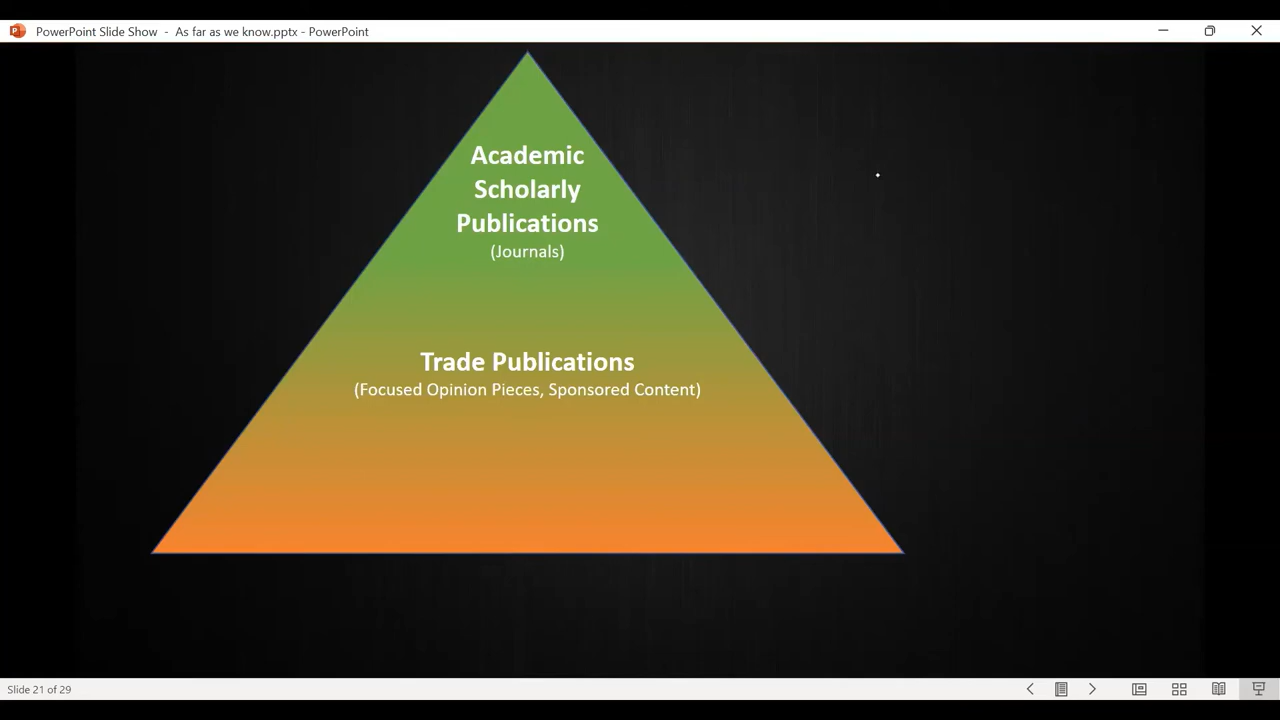 PowerPoint Slide Show - As far as we know.pptx - PowerPoint
Academic
Scholarly
Publications
(Journals)
Trade Publications
(Focused Opinion Pieces, Sponsored Content)
Slide 21 of 29